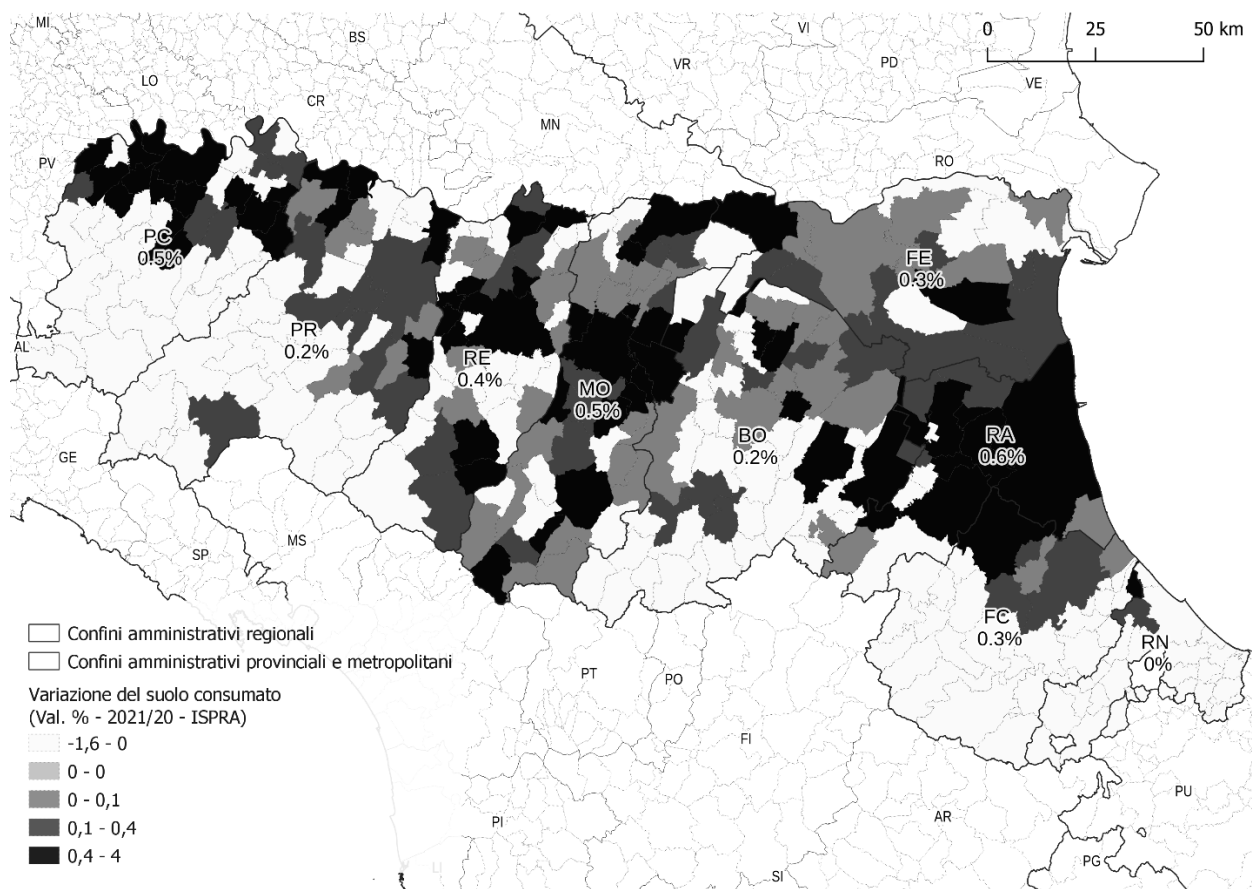 MI
BS
VI
0 25 50 km
VR
PD
LO
VE
CR
MN
PV
RO
PC
0.5%
FE
0.3%
PR
0.2%
AL
RE
0.4%
MO
0.5%
BO
0.2%
RA
0.6%
GE
SP
MS
FC
0.3%
RN
0%
Confini amministrativi regionali
Confini amministrativi provinciali e metropolitani
PT
PO
Variazione del suolo consumato
(Val. % - 2021/20 - ISPRA)
FI
-1,6 - 0
0 - 0
0 - 0,1
0,1 - 0,4
0,4 - 4
PU
PI
AR
PG
LI
SI